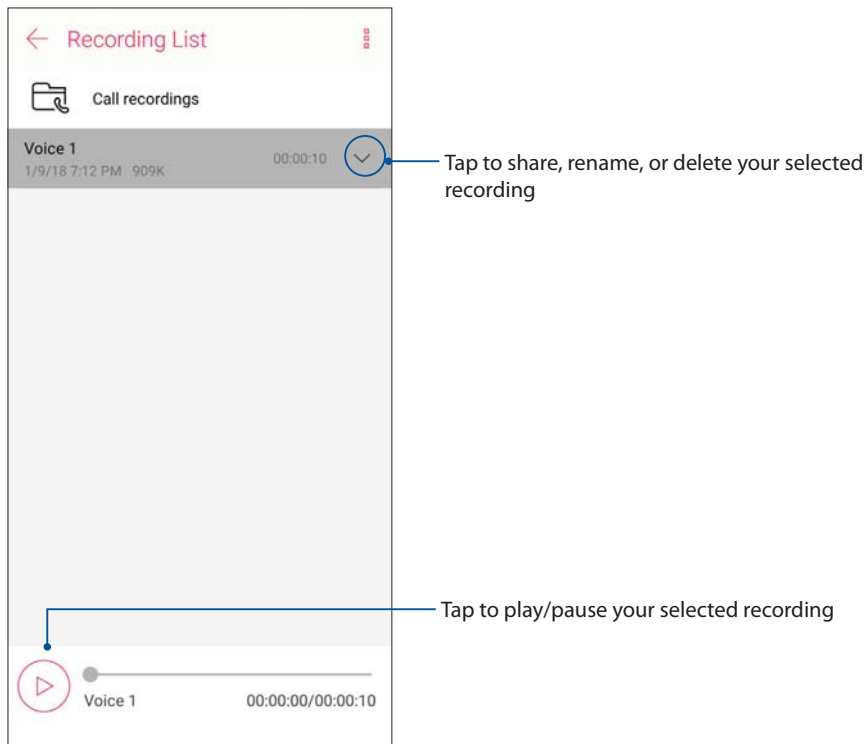 Recording List
Call recordings
Voice 1
00:00:10
1/9/18 7:12 PM 909K
Tap to share, rename, or delete your selected
recording
Tap to play/pause your selected recording
Voice 1
00:00:00/00:00:10